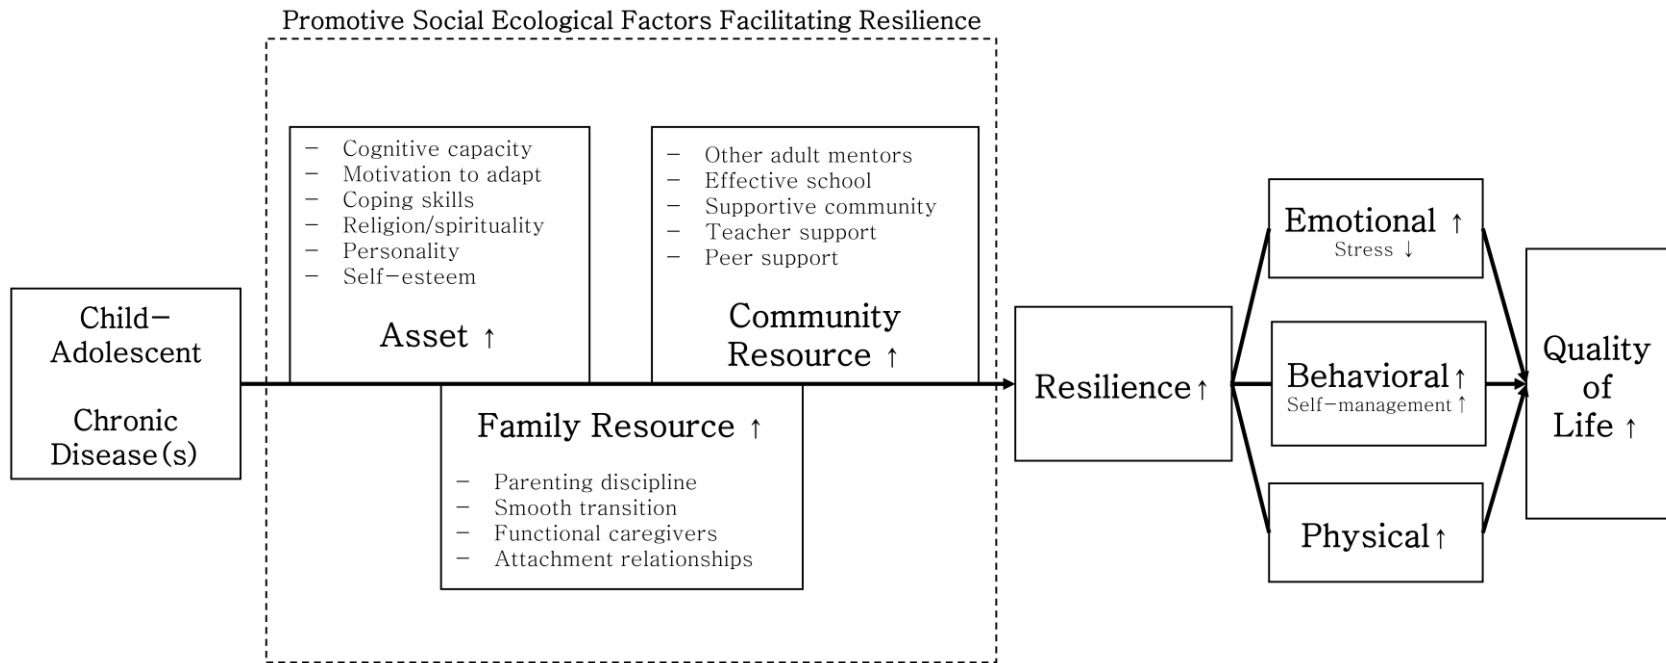 Promotive Social Ecological Factors Facilitating Resilience
Child-
Adolescent
Chronic
Disease(s)
- Cognitive capacity
- Motivation to adapt
- Coping skills
- Religion/spirituality
- Personality
- Self-esteem
Asset ↑
- Other adult mentors
- Effective school
- Supportive community
- Teacher support
- Peer support
Community
Resource ↑
Family Resource ↑
- Parenting discipline
- Smooth transition
- Functional caregivers
- Attachment relationships
Resilience↑
Emotional ↑
Stress ↓
Behavioral↑
Self-management ↑
Physical↑
Quality
of
Life ↑